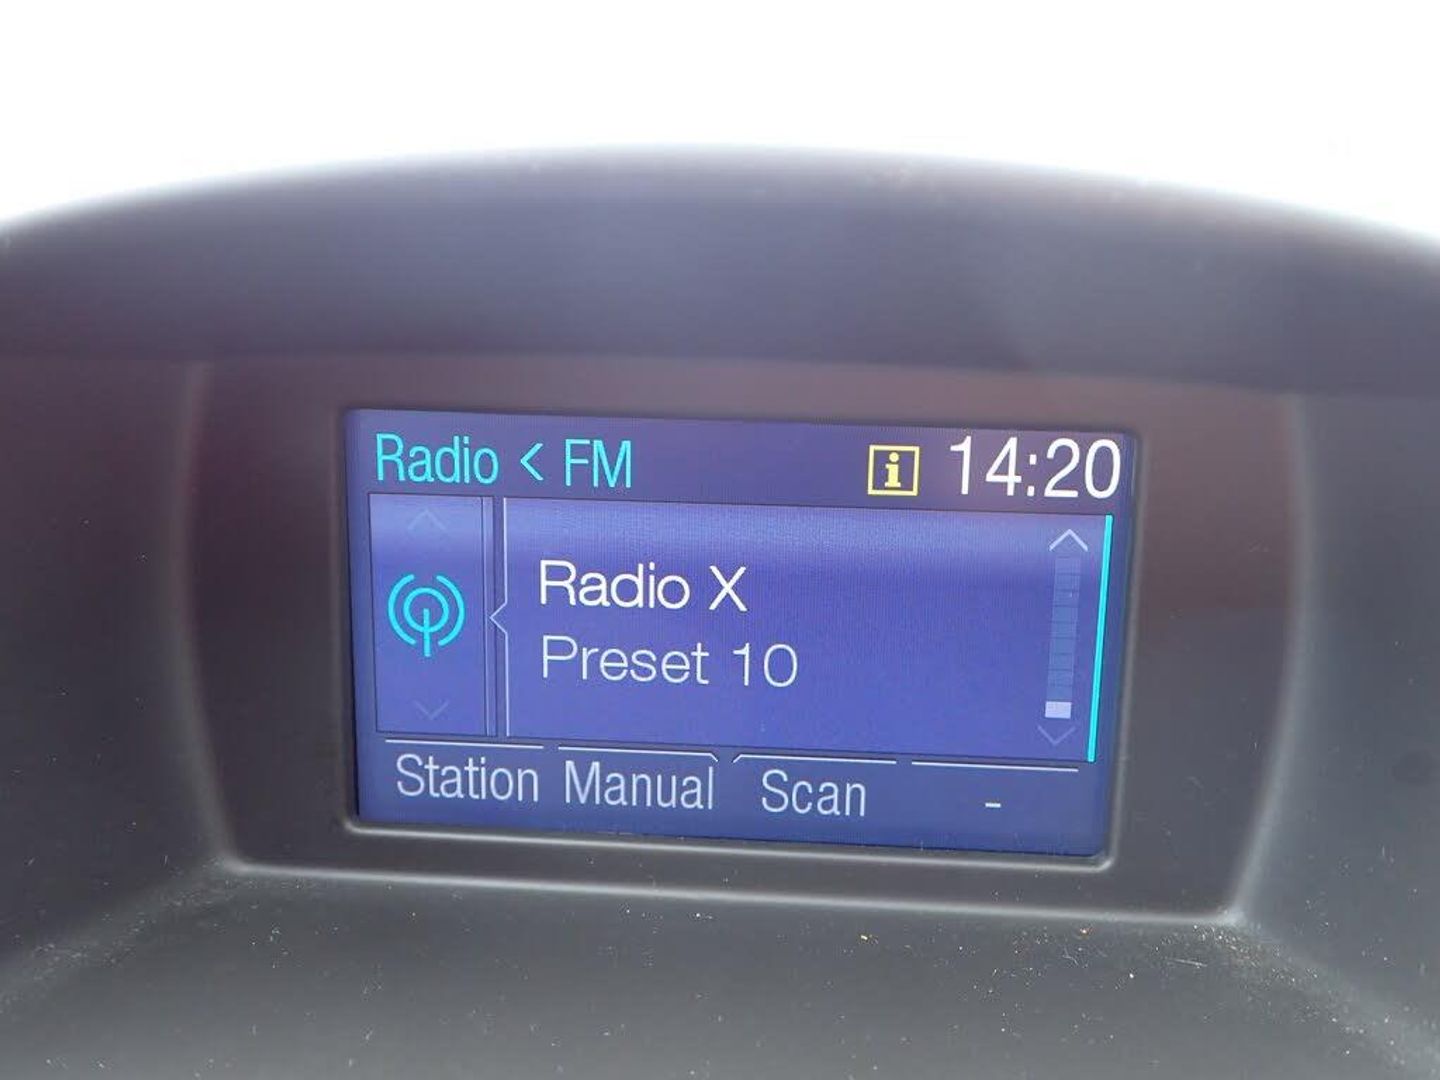 Radio < FM i 14:20
Radio X
Preset 10
Station Manual Scan -